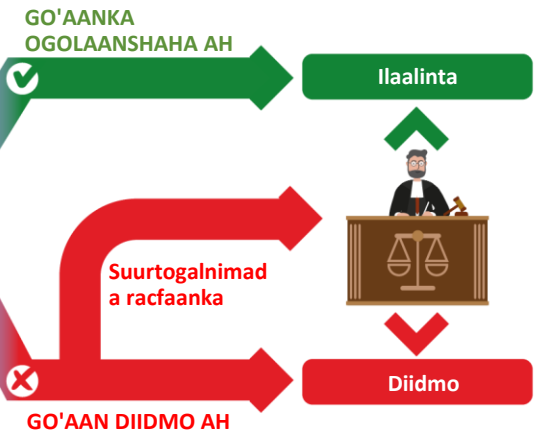 GO'AANKA
OGOLAANSHAHA AH
Ilaalinta
Suurtogalnimad
a racfaanka
Diidmo
GO'AAN DIIDMO AH